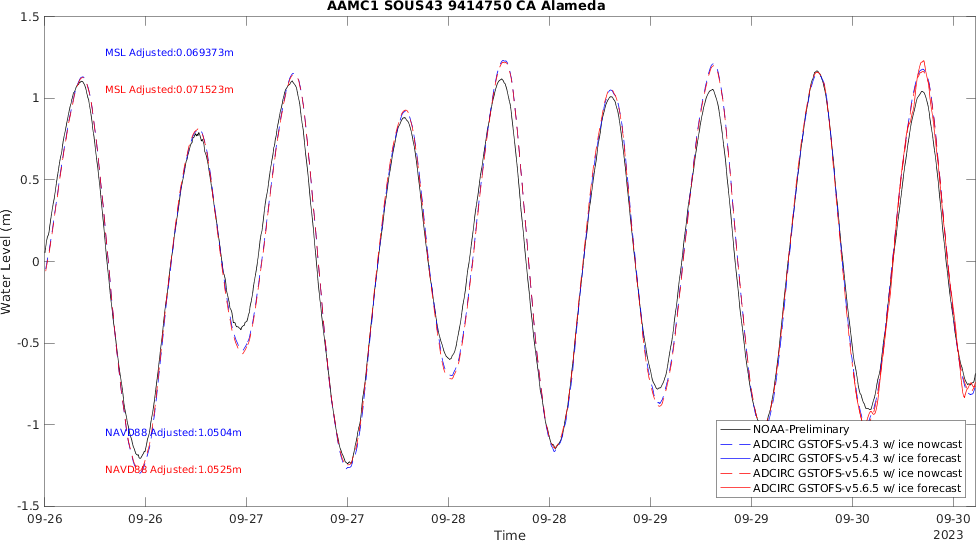 AAMC1 SOUS43 9414750 CA Alameda
1.5
1
0.5
0
-0.5
-1
-1.5
Water Level (m)
MSL Adjusted:0.069373m
MSL Adjusted:0.071523m
NAVD88 Adjusted:1.0504m
NAVD88 Adjusted:1.0525m
NOAA-Preliminary
ADCIRC GSTOFS-v5.4.3 w/ ice nowcast
ADCIRC GSTOFS-v5.4.3 w/ ice forecast
ADCIRC GSTOFS-v5.6.5 w/ ice nowcast
ADCIRC GSTOFS-v5.6.5 w/ ice forecast
09-26 09-26 09-27 09-27 09-28 09-28 09-29 09-29 09-30 09-30
2023
Time